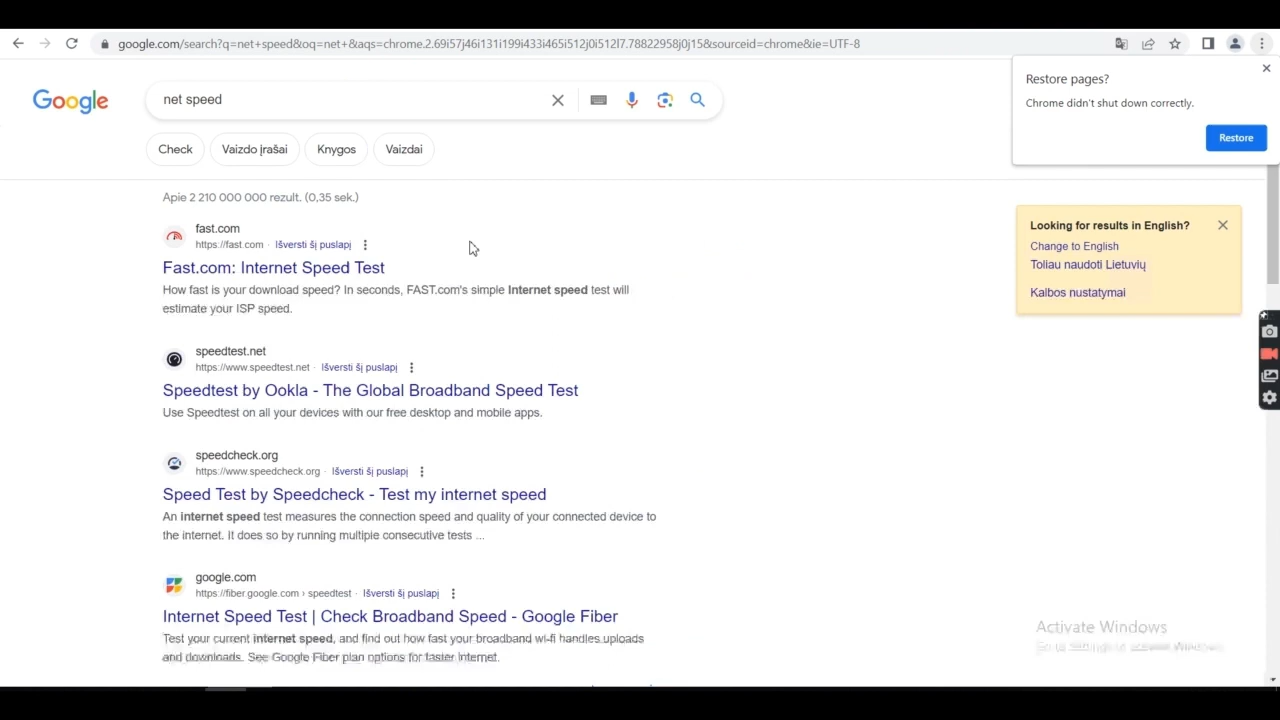 google.com/search?q=net+speed&oq=net+&aqs=chrome.2.69i57j46i131i199i433i465i512j0i512l7.78822958j0j15&sourceid=chrome&ie=UTF-8
Restore pages?
Chrome didn't shut down correctly.
Restore
Google
net speed
Check
Vaizdo įrašai
Knygos
Vaizdai
Apie 2 210 000 000 rezult. (0,35 sek.)
Looking for results in English?
Change to English
Toliau naudoti Lietuvių
Kalbos nustatymai
fast.com
https://fast.com · Išversti šį puslapį
Fast.com: Internet Speed Test
How fast is your download speed? In seconds, FAST.com's simple Internet speed test will
estimate your ISP speed.
speedtest.net
https://www.speedtest.net · Išversti šį puslapį
Speedtest by Ookla - The Global Broadband Speed Test
Use Speedtest on all your devices with our free desktop and mobile apps.
speedcheck.org
https://www.speedcheck.org · Išversti šį puslapį
Speed Test by Speedcheck - Test my internet speed
An internet speed test measures the connection speed and quality of your connected device to
the internet. It does so by running multiple consecutive tests ...
google.com
https://fiber.google.com › speedtest · Išversti šį puslapį
Internet Speed Test | Check Broadband Speed - Google Fiber
Test your current internet speed, and find out how fast your broadband wi-fi handles uploads
and downloads. See Google Fiber plan options for faster Internet.
Activate Windows